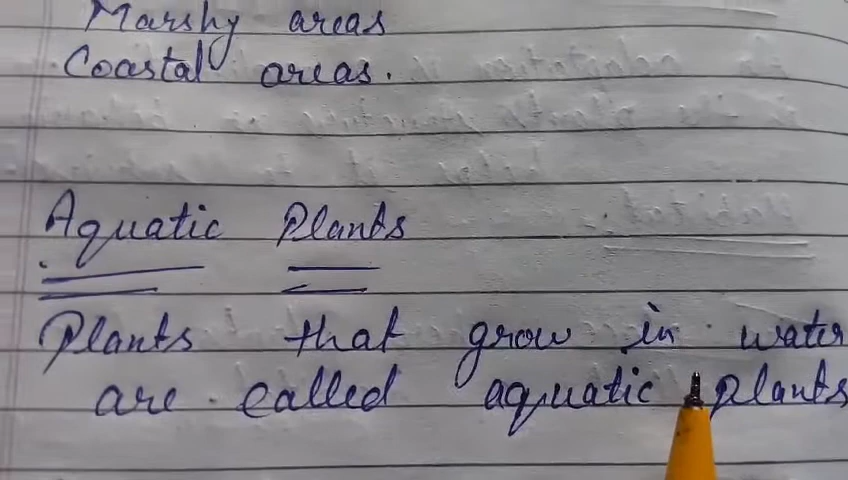 Marshy areas
Coastal areas.
Aquatic Plants
Plants that grow in water
are called aquatic plants